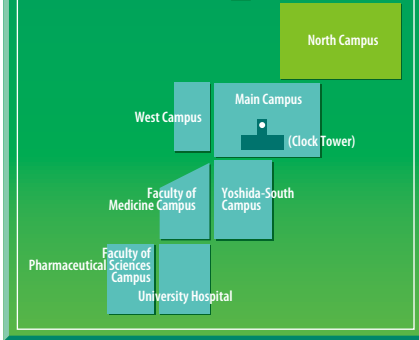 North Campus
Main Campus
West Campus
(Clock Tower)
Faculty of
Medicine Campus
Yoshida-South
Campus
Faculty of
Pharmaceutical Sciences
Campus
University Hospital